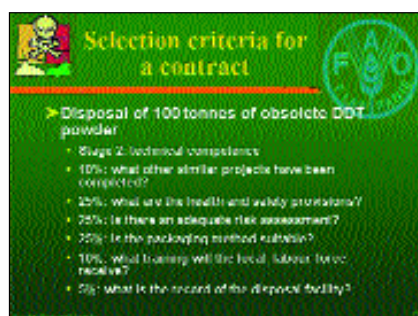 Selection criteria for
a contract
FAO
➤Disposal of 100 tonnes of obsolete DDT
powder
• Stage 2: technical competence
• 10%: what other similar projects have been
completed?
• 25%: what are the health and safety provisions?
• 25%: is there an adequate risk assessment?
• 25%: is the packaging method suitable?
• 10%: what training will the local labour force
receive?
• 5%: what is the record of the disposal facility?